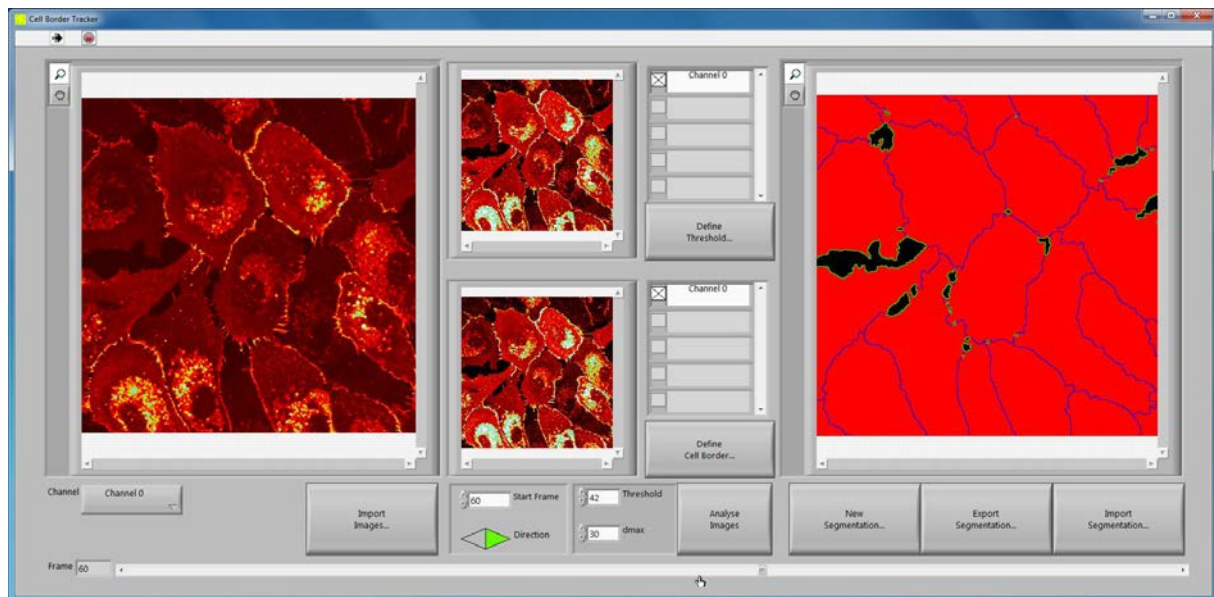 Cell Border Tracker
Channel 0
Define
Threshold...
Channel 0
Define
Cell Border...
Channel
Channel 0
Import
Images...
60
Start Frame
Direction
42
Threshold
30
dmax
Analyse
Images
New
Segmentation...
Export
Segmentation...
Import
Segmentation...
Frame
60